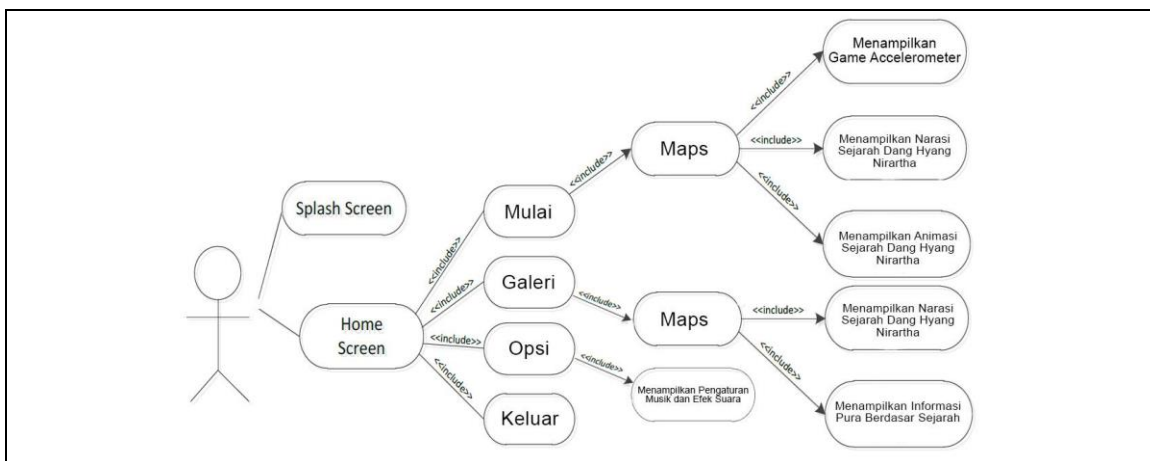 Splash Screen
Home
Screen
<<include>>
<<include>>
<<include>>
<<include>>
Mulai
Galeri
Opsi
Keluar
<<include>>
<<include>>
<<include>>
Maps
Maps
Menampilkan Pengaturan
Musik dan Efek Suara
<<include>>
<<include>>
<<include>>
<<include>>
<<include>>
Menampilkan
Game Accelerometer
Menampilkan Narasi
Sejarah Dang Hyang
Nirartha
Menampilkan Animasi
Sejarah Dang Hyang
Nirartha
Menampilkan Narasi
Sejarah Dang Hyang
Nirartha
Menampilkan Informasi
Pura Berdasar Sejarah